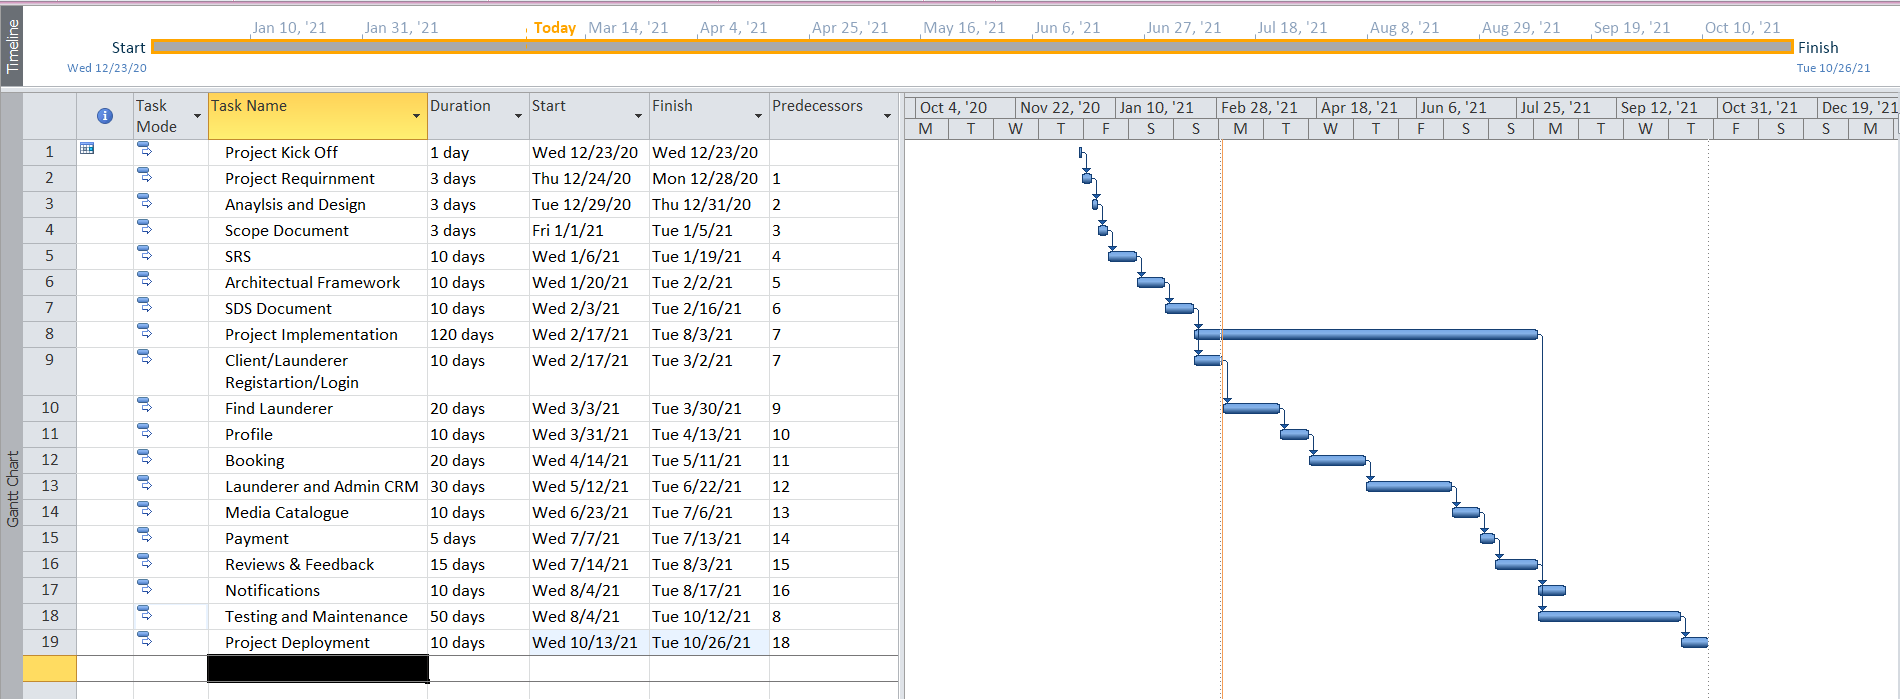 Timeline
Jan 10, '21 Jan 31, '21 Today Mar 14, '21 Apr 4, '21 Apr 25, '21 May 16, '21 Jun 6, '21 Jun 27, '21 Jul 18, '21 Aug 8, '21 Aug 29, '21 Sep 19, '21 Oct 10, '21
Start Finish
Wed 12/23/20 Tue 10/26/21
Gantt Chart
Task Mode Task Name Duration Start Finish Predecessors
Oct 4, '20 Nov 22, '20 Jan 10, '21 Feb 28, '21 Apr 18, '21 Jun 6, '21 Jul 25, '21 Sep 12, '21 Oct 31, '21 Dec 19, '21
M T W T F S S M T W T F S S M T W T F S S M
1 Project Kick Off 1 day Wed 12/23/20 Wed 12/23/20
2 Project Requirnment 3 days Thu 12/24/20 Mon 12/28/20 1
3 Anaylsis and Design 3 days Tue 12/29/20 Thu 12/31/20 2
4 Scope Document 3 days Fri 1/1/21 Tue 1/5/21 3
5 SRS 10 days Wed 1/6/21 Tue 1/19/21 4
6 Architectual Framework 10 days Wed 1/20/21 Tue 2/2/21 5
7 SDS Document 10 days Wed 2/3/21 Tue 2/16/21 6
8 Project Implementation 120 days Wed 2/17/21 Tue 8/3/21 7
9 Client/Launderer 10 days Wed 2/17/21 Tue 3/2/21 7
Registartion/Login
10 Find Launderer 20 days Wed 3/3/21 Tue 3/30/21 9
11 Profile 10 days Wed 3/31/21 Tue 4/13/21 10
12 Booking 20 days Wed 4/14/21 Tue 5/11/21 11
13 Launderer and Admin CRM 30 days Wed 5/12/21 Tue 6/22/21 12
14 Media Catalogue 10 days Wed 6/23/21 Tue 7/6/21 13
15 Payment 5 days Wed 7/7/21 Tue 7/13/21 14
16 Reviews & Feedback 15 days Wed 7/14/21 Tue 8/3/21 15
17 Notifications 10 days Wed 8/4/21 Tue 8/17/21 16
18 Testing and Maintenance 50 days Wed 8/4/21 Tue 10/12/21 8
19 Project Deployment 10 days Wed 10/13/21 Tue 10/26/21 18